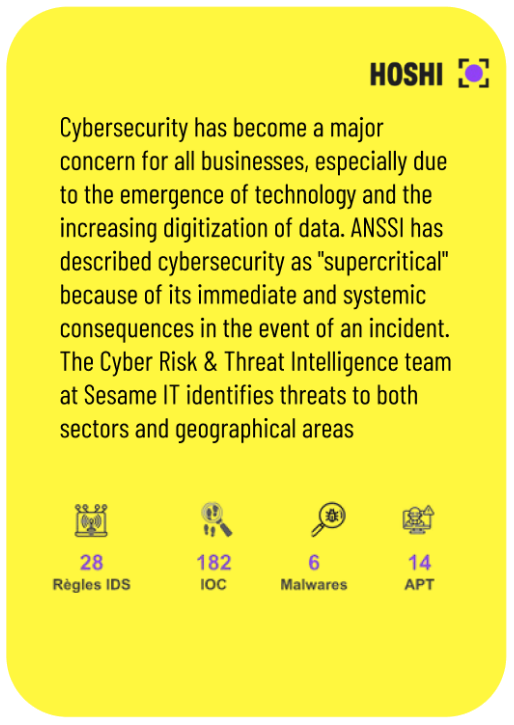 HOSHI
Cybersecurity has become a major
concern for all businesses, especially due
to the emergence of technology and the
increasing digitization of data. ANSSI has
described cybersecurity as "supercritical"
because of its immediate and systemic
consequences in the event of an incident.
The Cyber Risk & Threat Intelligence team
at Sesame IT identifies threats to both
sectors and geographical areas
28 182 6 14
Règles IDS IOC Malwares APT